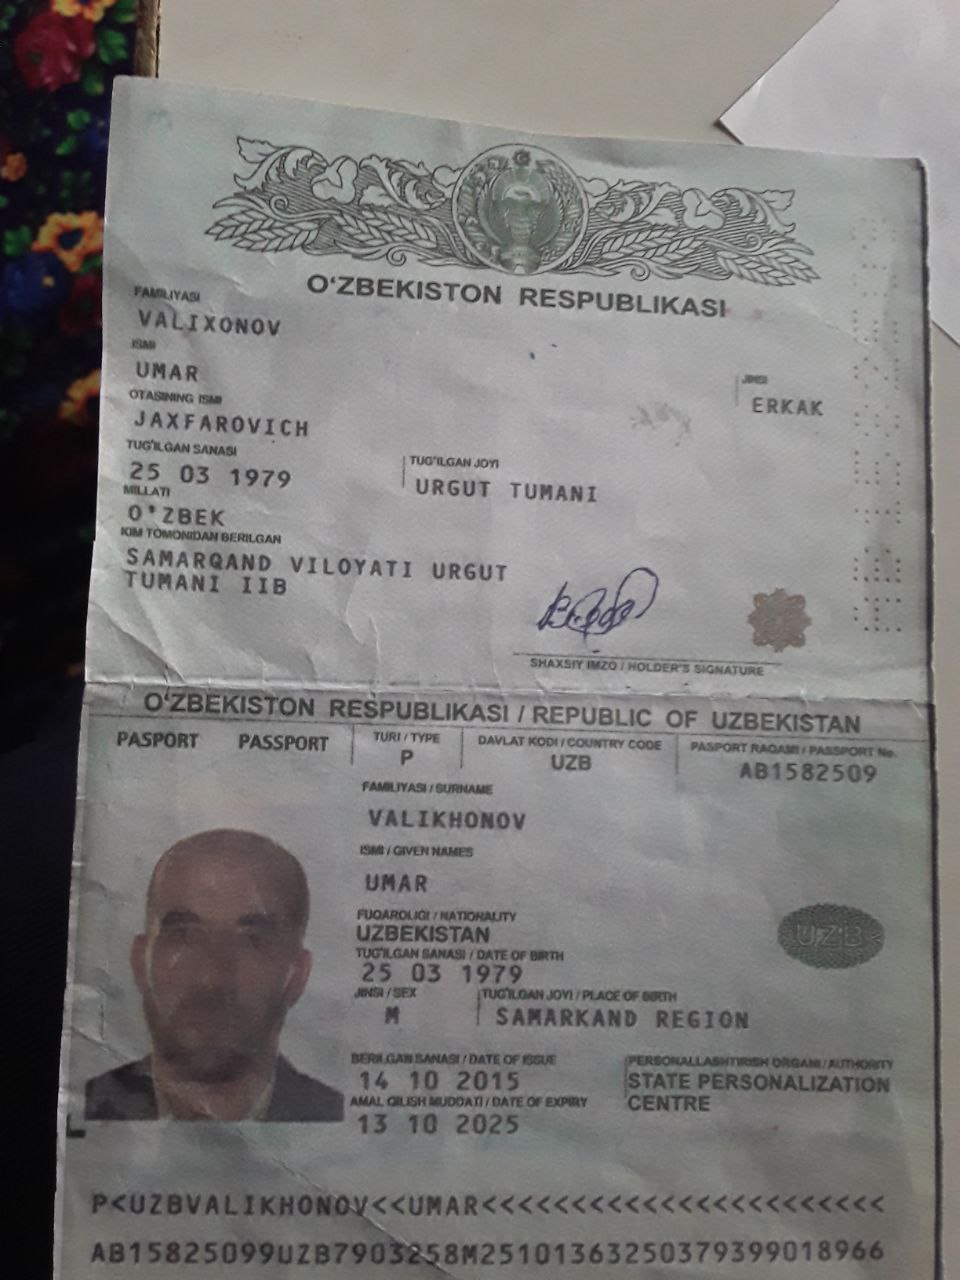 O‘ZBEKISTON RESPUBLIKASI
FAMILIYASI
VALIXONOV
ISMI
UMAR
JINSI
ERKAK
OTASINING ISMI
JAXFAROVICH
TUG‘ILGAN SANASI
25 03 1979
TUG‘ILGAN JOYI
URGUT TUMANI
MILLATI
O'ZBEK
KIM TOMONIDAN BERILGAN
SAMARQAND VILOYATI URGUT
TUMANI IIB
SHAXSIY IMZO / HOLDER'S SIGNATURE
O‘ZBEKISTON RESPUBLIKASI / REPUBLIC OF UZBEKISTAN
PASPORT PASSPORT
TURI / TYPE
P
DAVLAT KODI / COUNTRY CODE
UZB
PASPORT RAQAMI / PASSPORT No.
AB1582509
FAMILIYASI / SURNAME
VALIKHONOV
ISMI / GIVEN NAMES
UMAR
FUQAROLIGI / NATIONALITY
UZBEKISTAN
UZB
TUG‘ILGAN SANASI / DATE OF BIRTH
25 03 1979
JINSI / SEX
M
TUG‘ILGAN JOYI / PLACE OF BIRTH
SAMARKAND REGION
BERILGAN SANASI / DATE OF ISSUE
14 10 2015
PERSONALLASHTIRISH ORGANI / AUTHORITY
STATE PERSONALIZATION
CENTRE
AMAL QILISH MUDDATI / DATE OF EXPIRY
13 10 2025
P<UZBVALIKHONOV<<UMAR<<<<<<<<<<<<<<<<<<<<<<<
AB15825099UZB7903258M25101363250379399018966